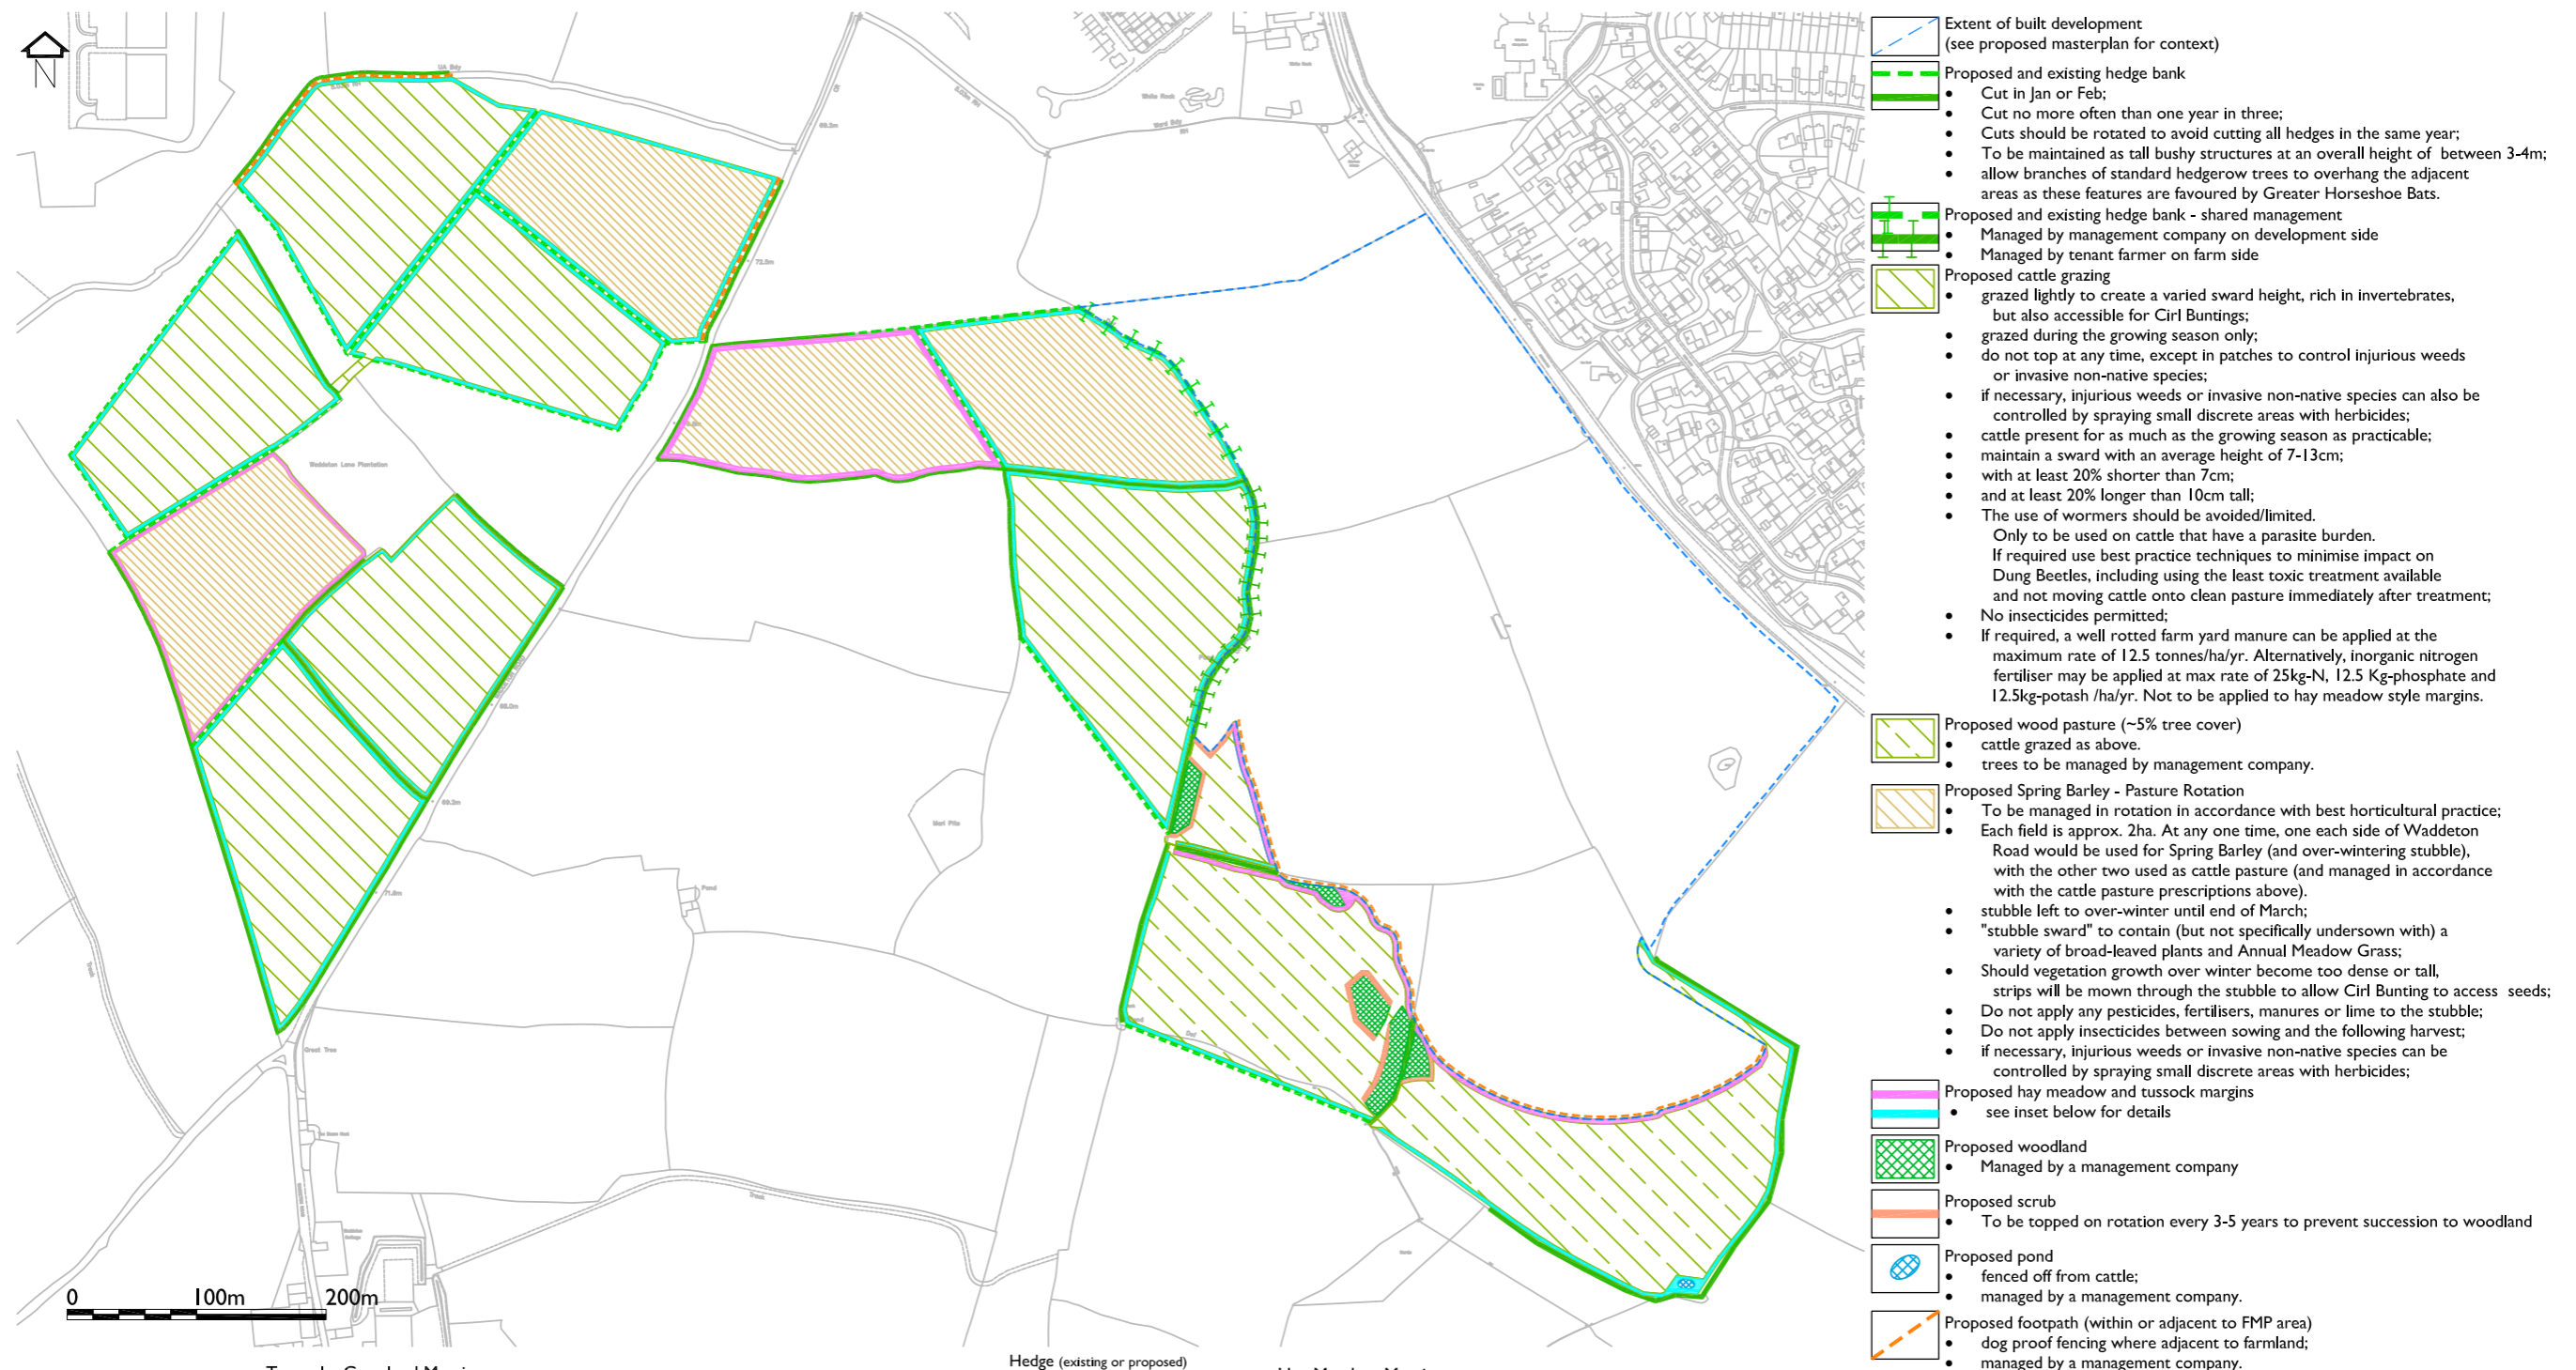 N
UA Bdy
White Rock
White Rock
Ward Bdy
72.5m
Waddeton Lane Plantation
69.2m
71.6m
Marl Pits
Pond
Track
Great Tree
Track
0 100m 200m
Hedge (existing or proposed)
Extent of built development
(see proposed masterplan for context)
Proposed and existing hedge bank
• Cut in Jan or Feb;
• Cut no more often than one year in three;
• Cuts should be rotated to avoid cutting all hedges in the same year;
• To be maintained as tall bushy structures at an overall height of between 3-4m;
• allow branches of standard hedgerow trees to overhang the adjacent
areas as these features are favoured by Greater Horseshoe Bats.
Proposed and existing hedge bank - shared management
• Managed by management company on development side
• Managed by tenant farmer on farm side
Proposed cattle grazing
• grazed lightly to create a varied sward height, rich in invertebrates,
but also accessible for Cirl Buntings;
• grazed during the growing season only;
• do not top at any time, except in patches to control injurious weeds
or invasive non-native species;
• if necessary, injurious weeds or invasive non-native species can also be
controlled by spraying small discrete areas with herbicides;
• cattle present for as much as the growing season as practicable;
• maintain a sward with an average height of 7-13cm;
• with at least 20% shorter than 7cm;
• and at least 20% longer than 10cm tall;
• The use of wormers should be avoided/limited.
Only to be used on cattle that have a parasite burden.
If required use best practice techniques to minimise impact on
Dung Beetles, including using the least toxic treatment available
and not moving cattle onto clean pasture immediately after treatment;
• No insecticides permitted;
• If required, a well rotted farm yard manure can be applied at the
maximum rate of 12.5 tonnes/ha/yr. Alternatively, inorganic nitrogen
fertiliser may be applied at max rate of 25kg-N, 12.5 Kg-phosphate and
12.5kg-potash /ha/yr. Not to be applied to hay meadow style margins.
Proposed wood pasture (~5% tree cover)
• cattle grazed as above.
• trees to be managed by management company.
Proposed Spring Barley - Pasture Rotation
• To be managed in rotation in accordance with best horticultural practice;
• Each field is approx. 2ha. At any one time, one each side of Waddeton
Road would be used for Spring Barley (and over-wintering stubble),
with the other two used as cattle pasture (and managed in accordance
with the cattle pasture prescriptions above).
• stubble left to over-winter until end of March;
• "stubble sward" to contain (but not specifically undersown with) a
variety of broad-leaved plants and Annual Meadow Grass;
• Should vegetation growth over winter become too dense or tall,
strips will be mown through the stubble to allow Cirl Bunting to access seeds;
• Do not apply any pesticides, fertilisers, manures or lime to the stubble;
• Do not apply insecticides between sowing and the following harvest;
• if necessary, injurious weeds or invasive non-native species can be
controlled by spraying small discrete areas with herbicides;
Proposed hay meadow and tussock margins
• see inset below for details
Proposed woodland
• Managed by a management company
Proposed scrub
• To be topped on rotation every 3-5 years to prevent succession to woodland
Proposed pond
• fenced off from cattle;
• managed by a management company.
Proposed footpath (within or adjacent to FMP area)
• dog proof fencing where adjacent to farmland;
• managed by a management company.